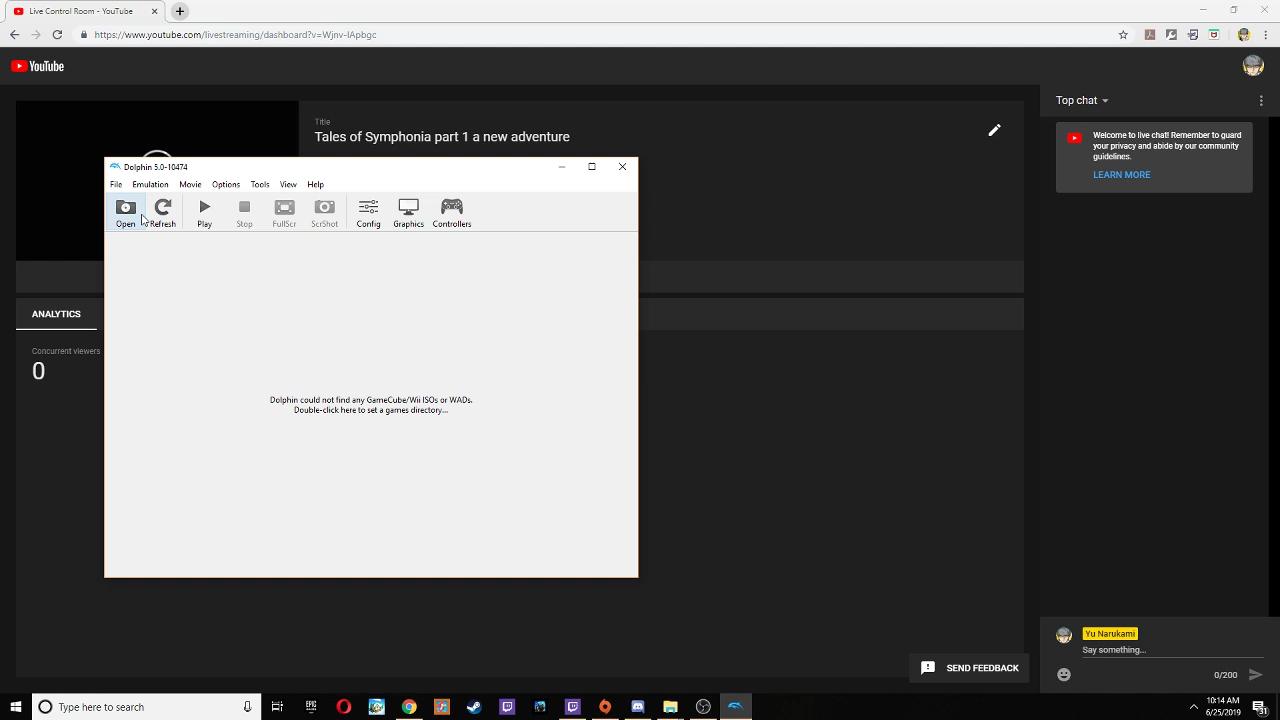 Live Control Room - YouTube
https://www.youtube.com/livestreaming/dashboard?v=Wjnv-lApbgc
YouTube
Title
Tales of Symphonia part 1 a new adventure
Top chat
Welcome to live chat! Remember to guard
your privacy and abide by our community
guidelines.
LEARN MORE
Dolphin 5.0-10474
File Emulation Movie Options Tools View Help
Open Refresh Play Stop FullScr ScrShot Config Graphics Controllers
Dolphin could not find any GameCube/Wii ISOs or WADs.
Double-click here to set a games directory...
ANALYTICS
Concurrent viewers
0
Yu Narukami
Say something...
0/200
SEND FEEDBACK
Type here to search
EPIC
GAMES
10:14 AM
6/25/2019